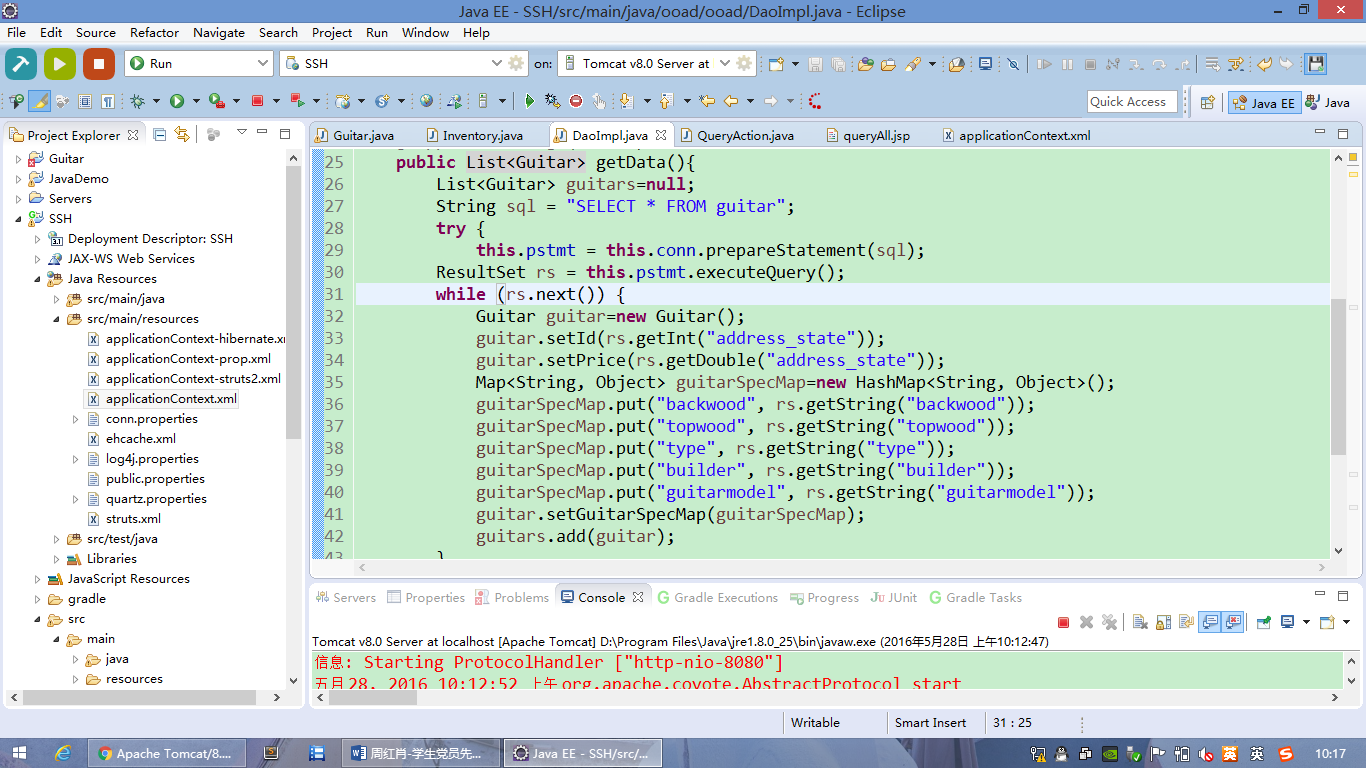 Java EE - SSH/src/main/java/ooad/ooad/DaoImpl.java - Eclipse
File Edit Source Refactor Navigate Search Project Run Window Help
Run SSH on: Tomcat v8.0 Server at
Quick Access Java EE Java
Project Explorer
Guitar
JavaDemo
Servers
SSH
Deployment Descriptor: SSH
JAX-WS Web Services
Java Resources
src/main/java
src/main/resources
applicationContext-hibernate.x
applicationContext-prop.xml
applicationContext-struts2.xml
applicationContext.xml
conn.properties
ehcache.xml
log4j.properties
public.properties
quartz.properties
struts.xml
src/test/java
Libraries
JavaScript Resources
gradle
src
main
java
resources
Guitar.java Inventory.java DaoImpl.java QueryAction.java queryAll.jsp applicationContext.xml
25 public List<Guitar> getData(){
26 List<Guitar> guitars=null;
27 String sql = "SELECT * FROM guitar";
28 try {
29 this.pstmt = this.conn.prepareStatement(sql);
30 ResultSet rs = this.pstmt.executeQuery();
31 while (rs.next()) {
32 Guitar guitar=new Guitar();
33 guitar.setId(rs.getInt("address_state"));
34 guitar.setPrice(rs.getDouble("address_state"));
35 Map<String, Object> guitarSpecMap=new HashMap<String, Object>();
36 guitarSpecMap.put("backwood", rs.getString("backwood"));
37 guitarSpecMap.put("topwood", rs.getString("topwood"));
38 guitarSpecMap.put("type", rs.getString("type"));
39 guitarSpecMap.put("builder", rs.getString("builder"));
40 guitarSpecMap.put("guitarmodel", rs.getString("guitarmodel"));
41 guitar.setGuitarSpecMap(guitarSpecMap);
42 guitars.add(guitar);
43 }
Servers Properties Problems Console Gradle Executions Progress JUnit Gradle Tasks
Tomcat v8.0 Server at localhost [Apache Tomcat] D:\Program Files\Java\jre1.8.0_25\bin\javaw.exe (2016年5月28日 上午10:12:47)
信息: Starting ProtocolHandler ["http-nio-8080"]
五月 28, 2016 10:12:52 上午 org.apache.coyote.AbstractProtocol start
Writable Smart Insert 31 : 25
Apache Tomcat/8.... 周红肖-学生党员先... Java EE - SSH/src/... 英 英 10:17